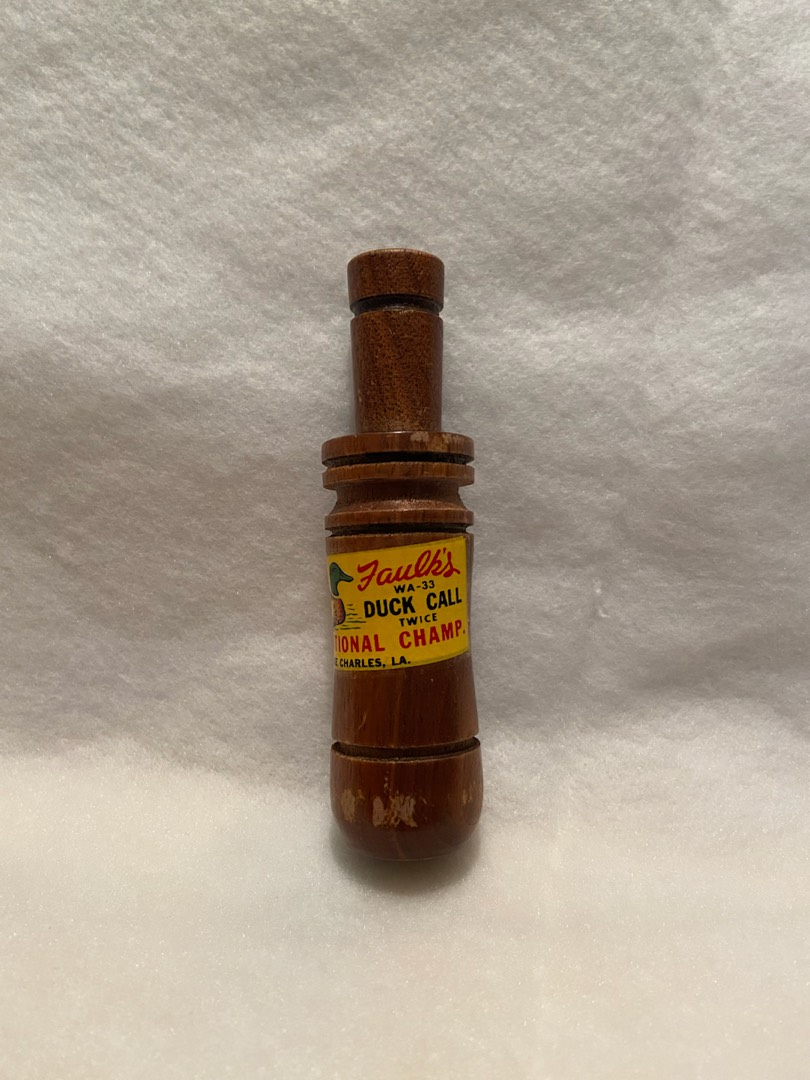 Faulk's
WA-33
DUCK CALL
TWICE
TIONAL CHAMP.
E CHARLES, LA.